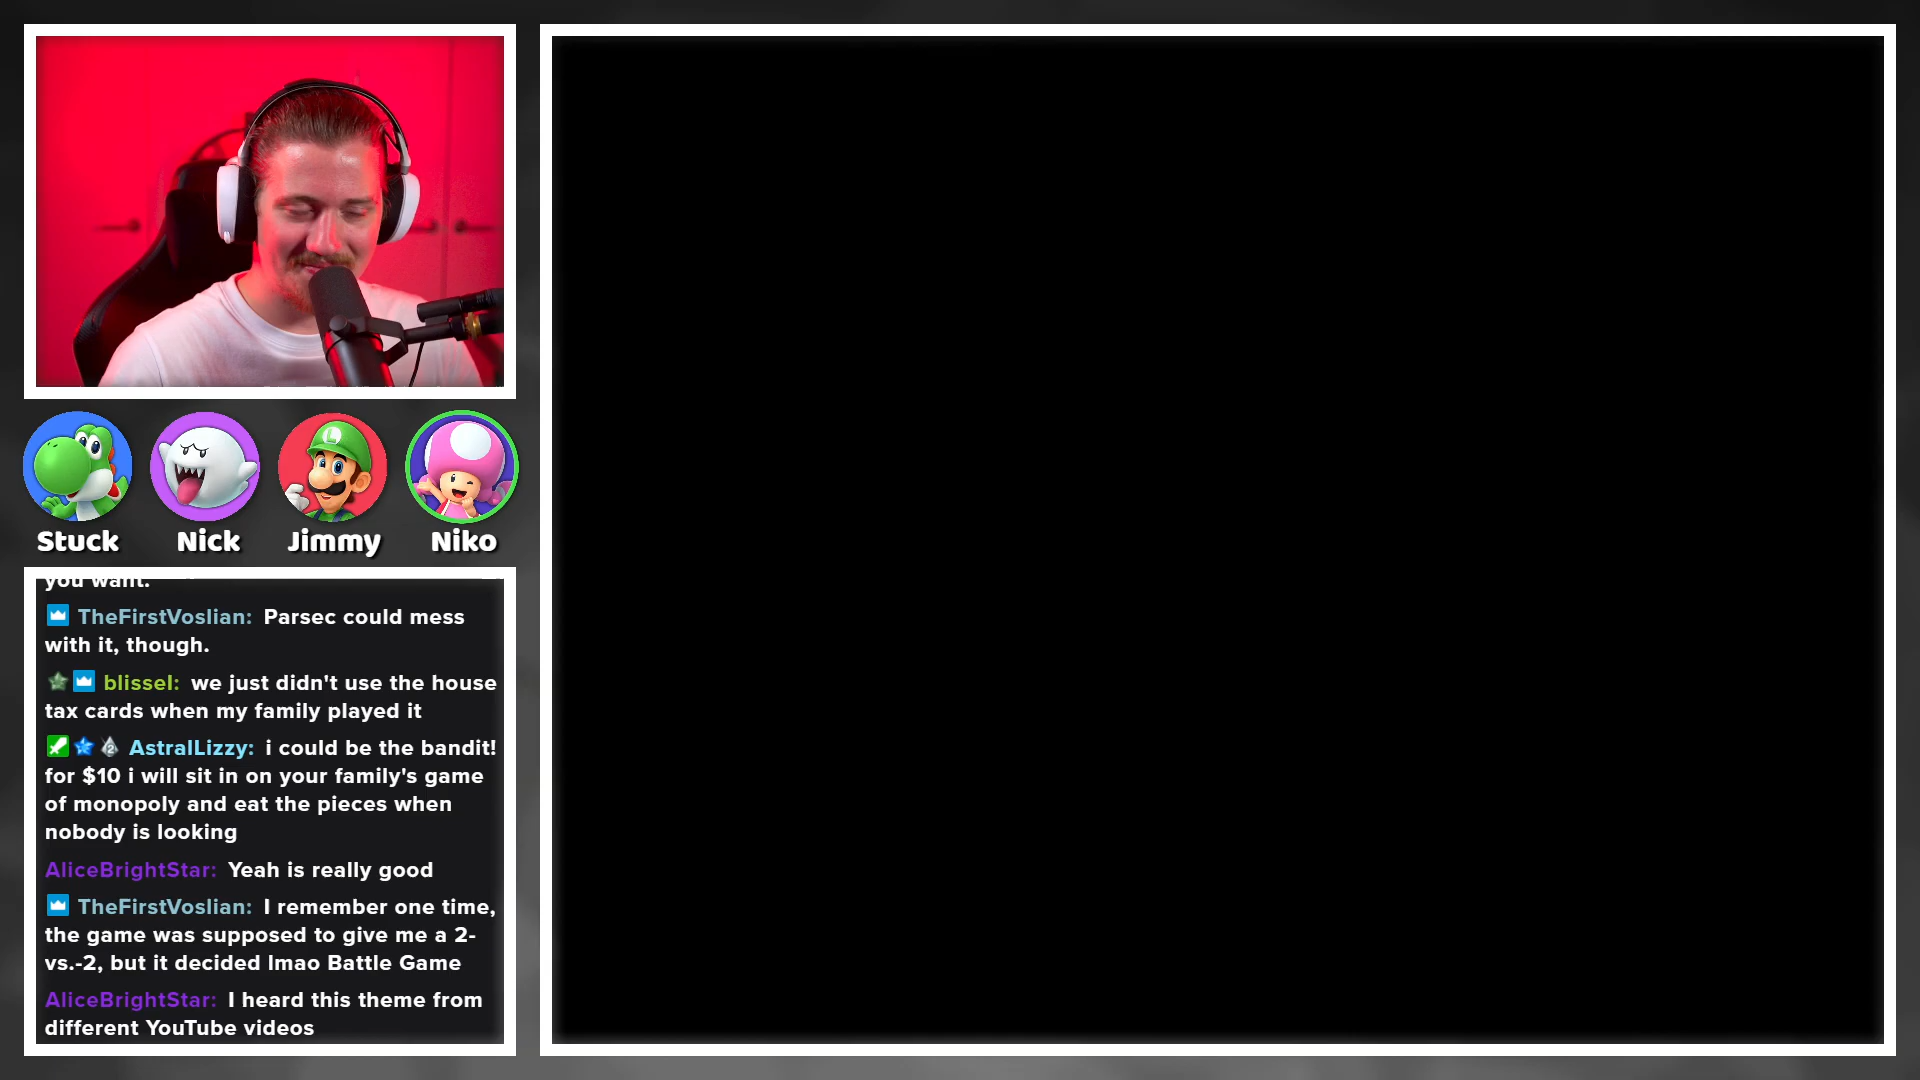 Stuck Nick Jimmy Niko
you want.
TheFirstVoslian: Parsec could mess
with it, though.
blissel: we just didn't use the house
tax cards when my family played it
2 AstralLizzy: i could be the bandit!
for $10 i will sit in on your family's game
of monopoly and eat the pieces when
nobody is looking
AliceBrightStar: Yeah is really good
TheFirstVoslian: I remember one time,
the game was supposed to give me a 2-
vs.-2, but it decided lmao Battle Game
AliceBrightStar: I heard this theme from
different YouTube videos